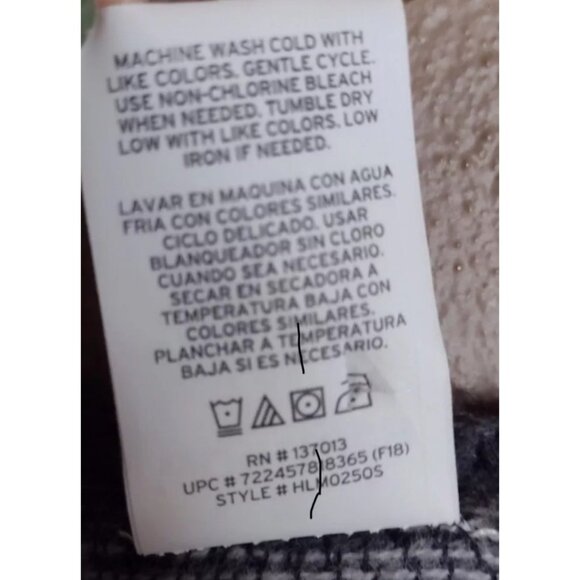 MACHINE WASH COLD WITH
LIKE COLORS. GENTLE CYCLE.
USE NON-CHLORINE BLEACH
WHEN NEEDED. TUMBLE DRY
LOW WITH LIKE COLORS. LOW
IRON IF NEEDED.
LAVAR EN MAQUINA CON AGUA
FRIA CON COLORES SIMILARES.
CICLO DELICADO. USAR
BLANQUEADOR SIN CLORO
CUANDO SEA NECESARIO.
SECAR EN SECADORA A
TEMPERATURA BAJA CON
COLORES SIMILARES.
PLANCHAR A TEMPERATURA
BAJA SI ES NECESARIO.
RN # 137013
UPC # 722457818365 (F18)
STYLE # HLM0250S